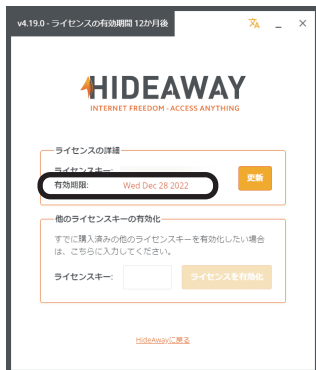 v4.19.0 - ライセンスの有効期間 12か月後
HIDEAWAY
INTERNET FREEDOM - ACCESS ANYTHING
ライセンスの詳細
ライセンスキー:
有効期限: Wed Dec 28 2022
更新
他のライセンスキーの有効化
すでに購入済みの他のライセンスキーを有効化したい場合
は、こちらに入力してください。
ライセンスキー:
ライセンスを有効化
HideAwayに戻る